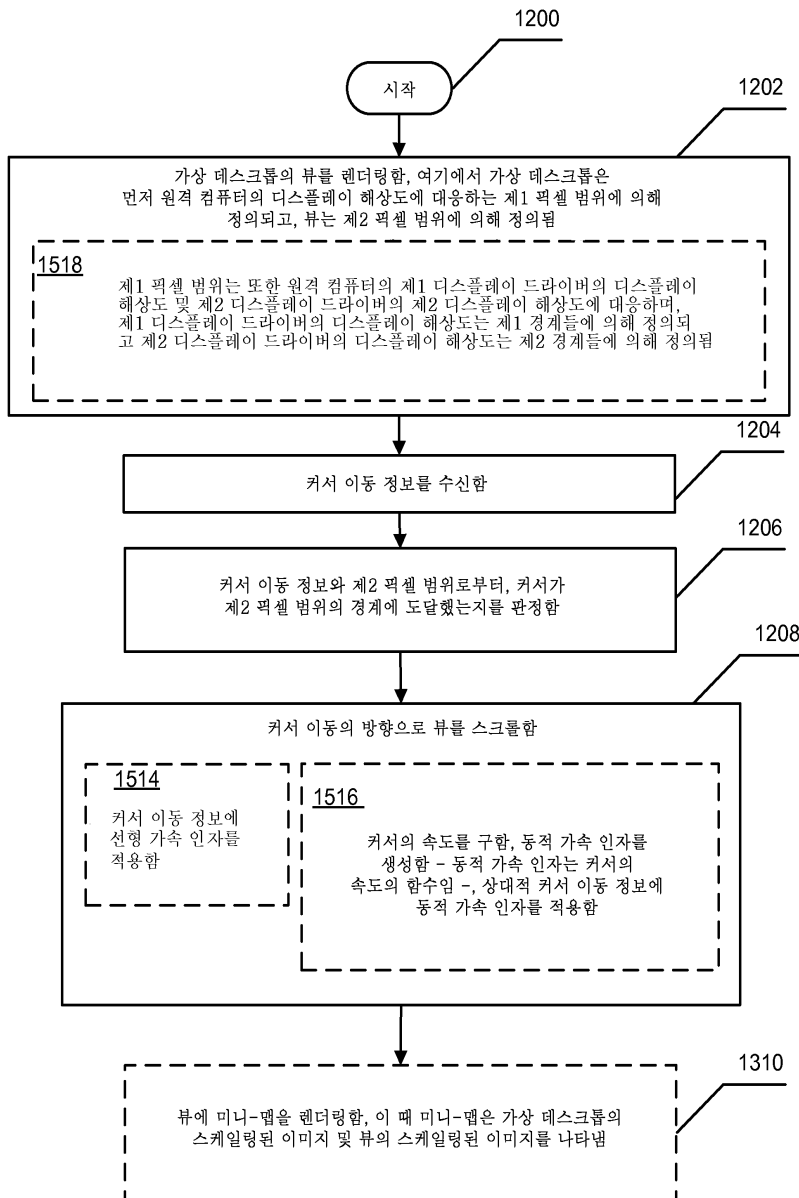 1200
시작
1202
가상 데스크톱의 뷰를 렌더링함, 여기에서 가상 데스크톱은
먼저 원격 컴퓨터의 디스플레이 해상도에 대응하는 제1 픽셀 범위에 의해
정의되고, 뷰는 제2 픽셀 범위에 의해 정의됨
1518
제1 픽셀 범위는 또한 원격 컴퓨터의 제1 디스플레이 드라이버의 디스플레이
해상도 및 제2 디스플레이 드라이버의 제2 디스플레이 해상도에 대응하며,
제1 디스플레이 드라이버의 디스플레이 해상도는 제1 경계들에 의해 정의되
고 제2 디스플레이 드라이버의 디스플레이 해상도는 제2 경계들에 의해 정의됨
1204
커서 이동 정보를 수신함
1206
커서 이동 정보와 제2 픽셀 범위로부터, 커서가
제2 픽셀 범위의 경계에 도달했는지를 판정함
1208
커서 이동의 방향으로 뷰를 스크롤함
1514
커서 이동 정보에
선형 가속 인자를
적용함
1516
커서의 속도를 구함, 동적 가속 인자를
생성함 - 동적 가속 인자는 커서의
속도의 함수임 -, 상대적 커서 이동 정보에
동적 가속 인자를 적용함
1310
뷰에 미니-맵을 렌더링함, 이 때 미니-맵은 가상 데스크톱의
스케일링된 이미지 및 뷰의 스케일링된 이미지를 나타냄